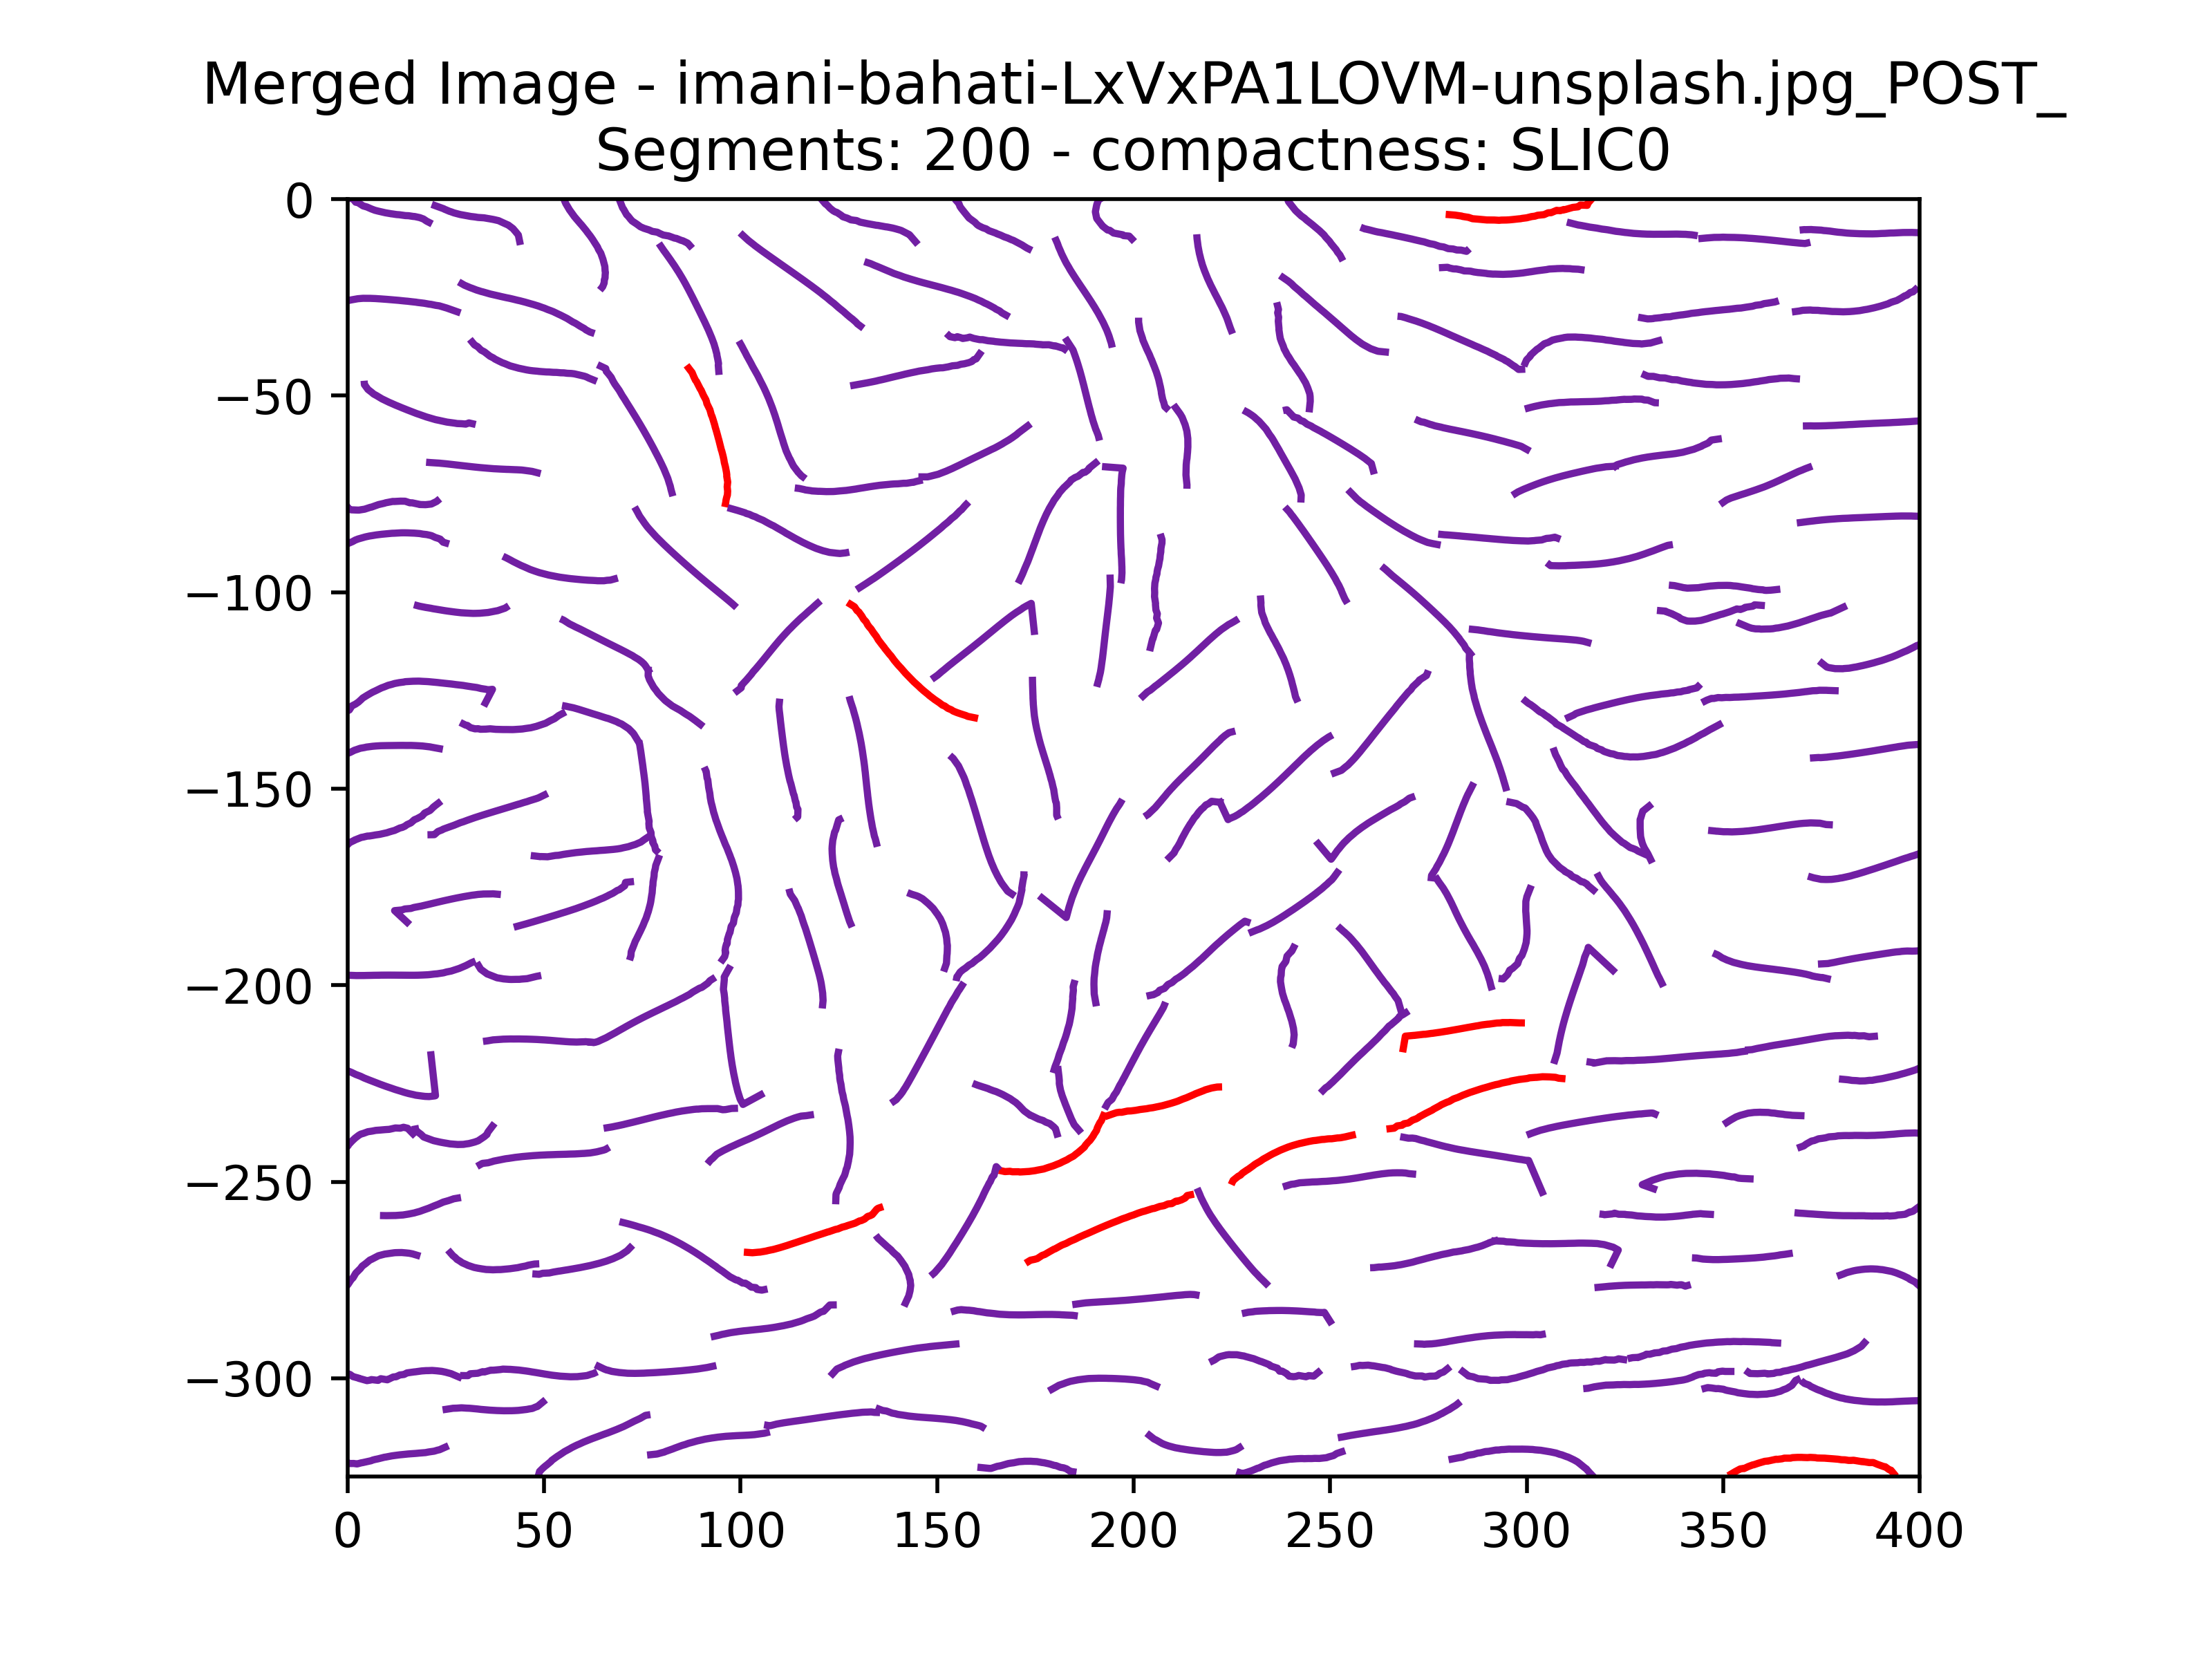 Merged Image - imani-bahati-LxVxPA1LOVM-unsplash.jpg_POST_
Segments: 200 - compactness: SLIC0
0
−50
−100
−150
−200
−250
−300
0 50 100 150 200 250 300 350 400